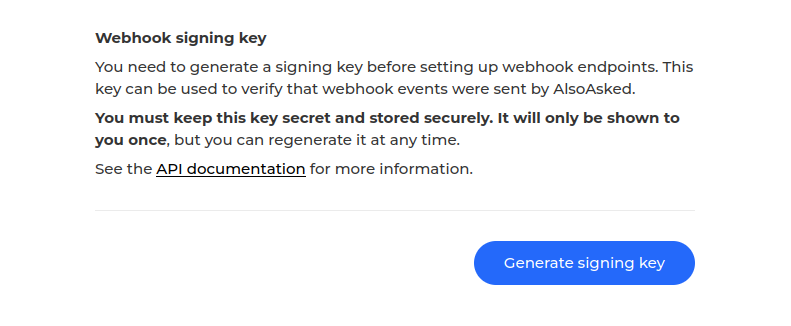 Webhook signing key
You need to generate a signing key before setting up webhook endpoints. This
key can be used to verify that webhook events were sent by AlsoAsked.
You must keep this key secret and stored securely. It will only be shown to
you once, but you can regenerate it at any time.
See the API documentation for more information.
Generate signing key